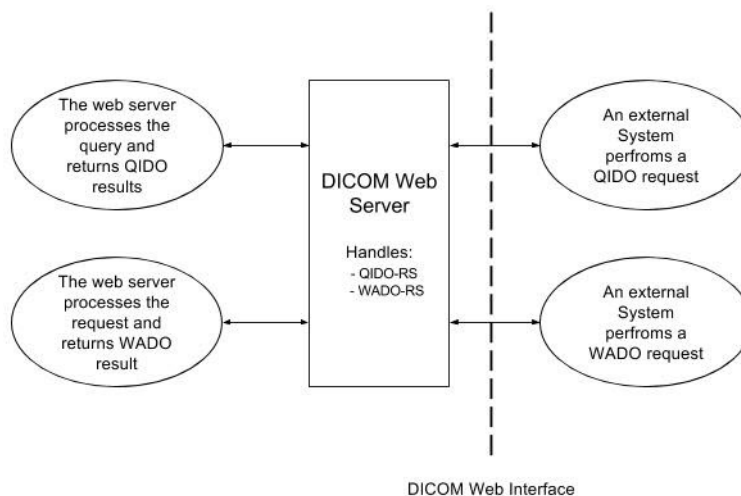 The web server
processes the
query and
returns QIDO
results
DICOM Web
Server
Handles:
- QIDO-RS
- WADO-RS
An external
System
perfroms a
QIDO request
The web server
processes the
request and
returns WADO
result
An external
System
perfroms a
WADO request
DICOM Web Interface